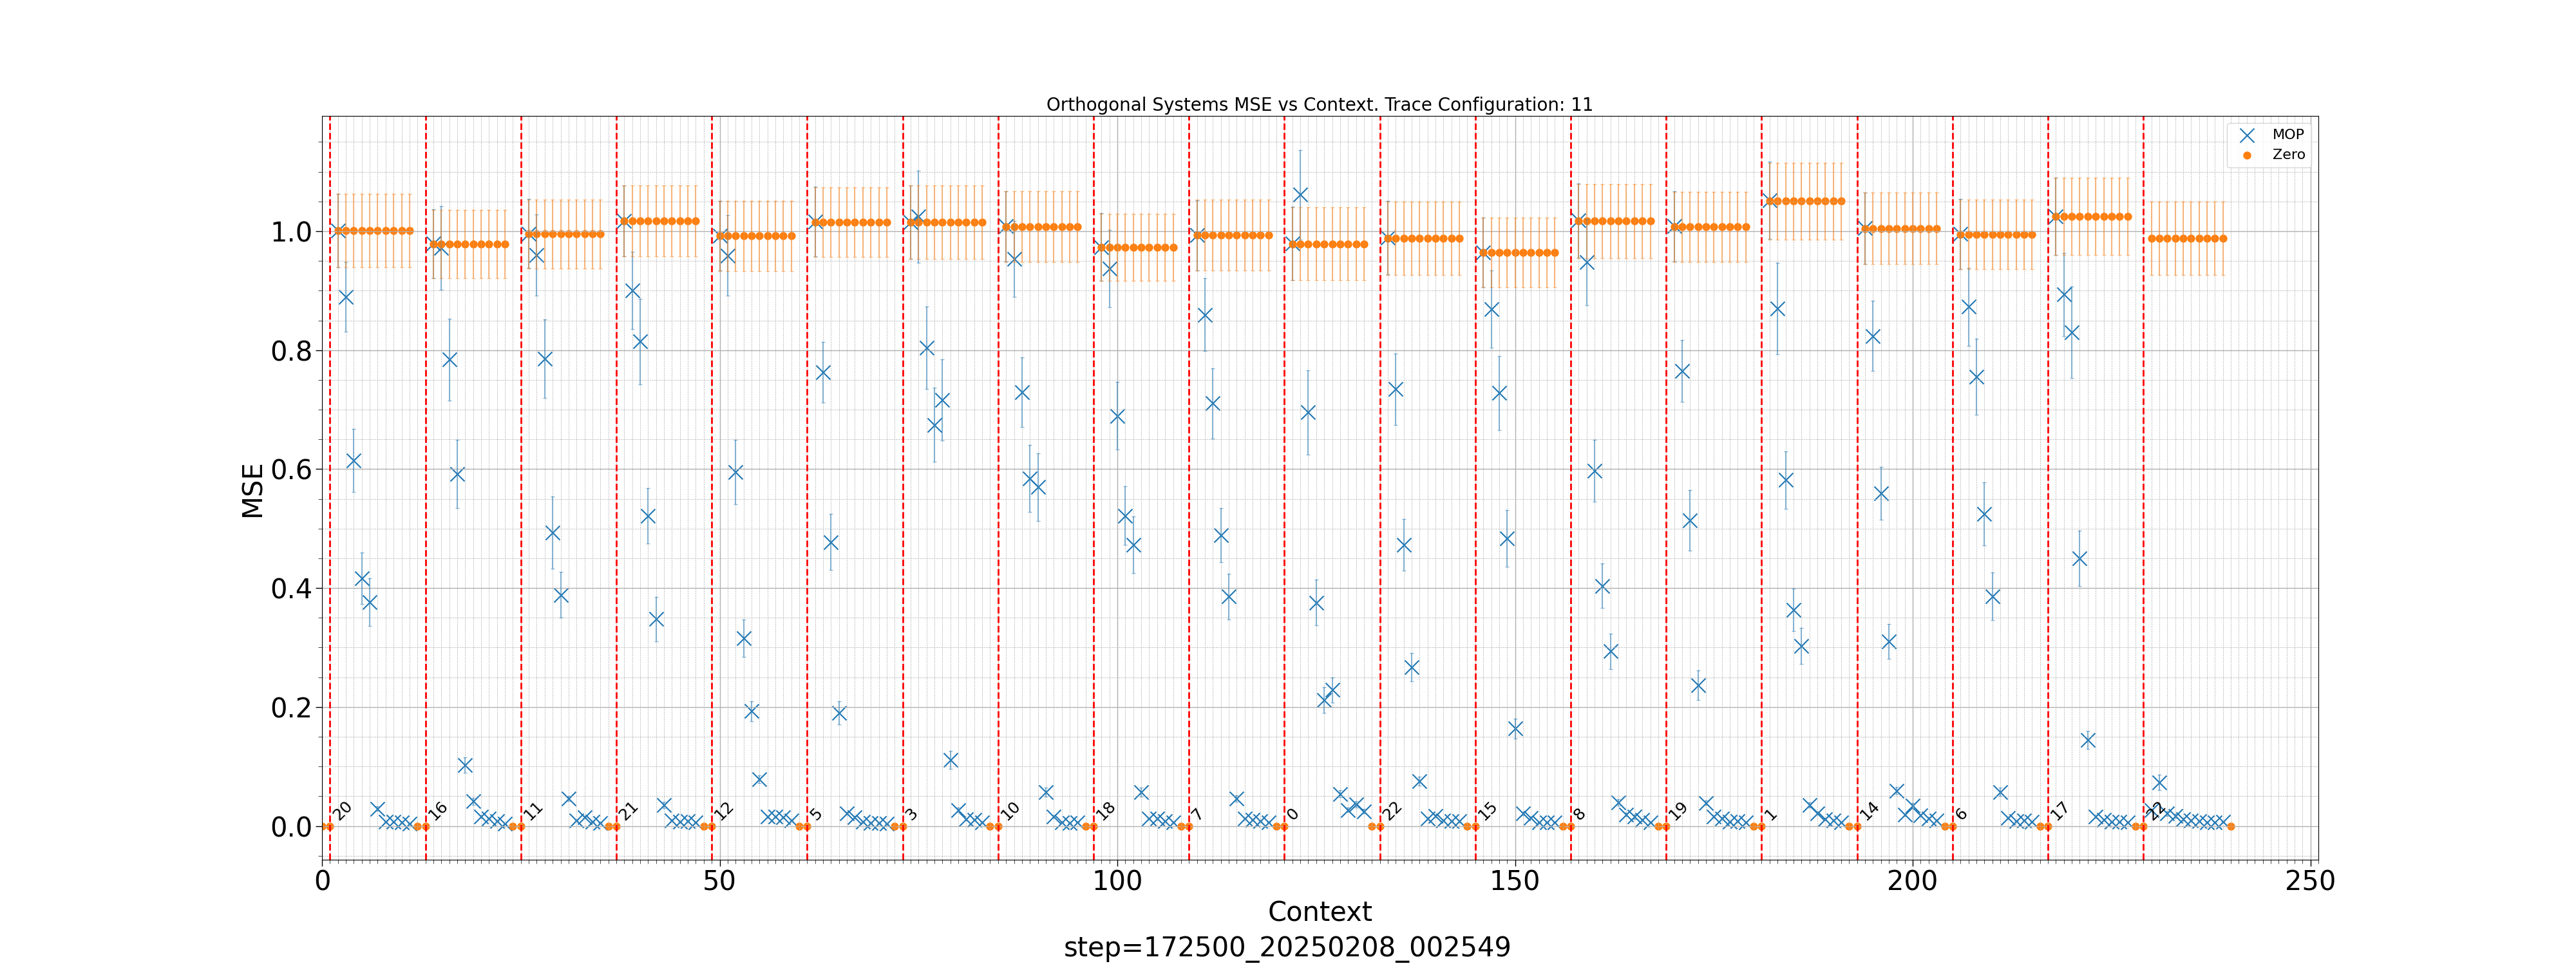 Orthogonal Systems MSE vs Context. Trace Configuration: 11
MOP
Zero
MSE
1.0
0.8
0.6
0.4
0.2
0.0
20 16 11 21 12 5 3 10 18 7 0 22 15 8 19 1 14 6 17 22
0 50 100 150 200 250
Context
step=172500_20250208_002549